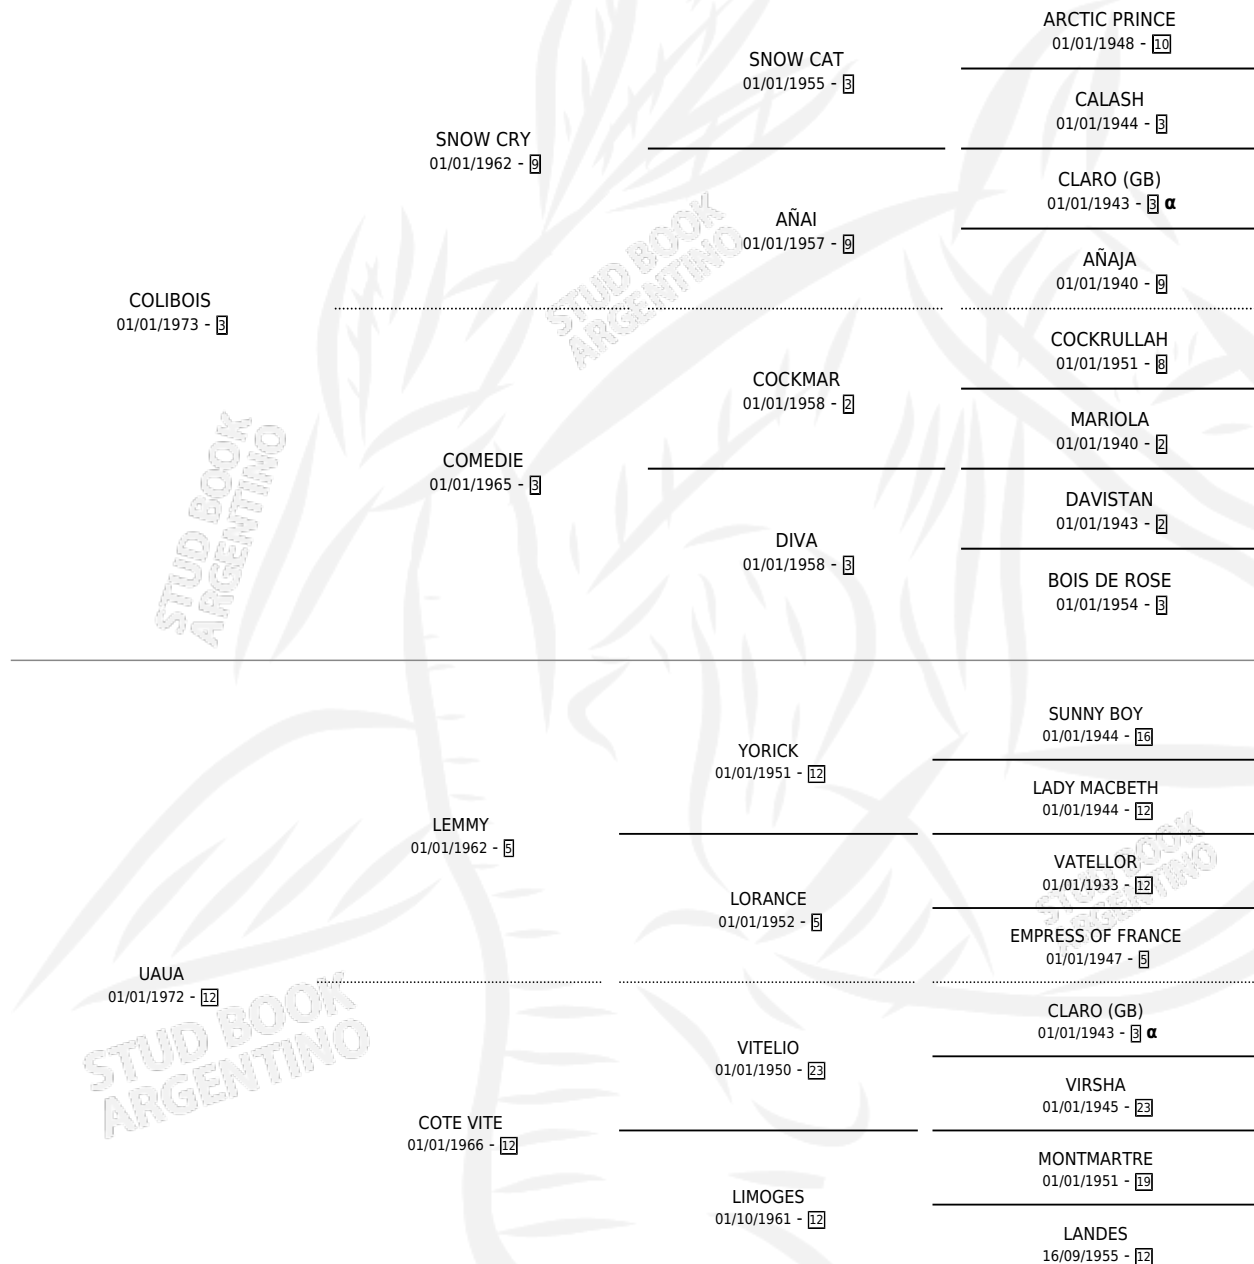 ARCTIC PRINCE
01/01/1948 - 10
SNOW CAT
01/01/1955 - 3
CALASH
01/01/1944 - 3
SNOW CRY
01/01/1962 - 9
CLARO (GB)
01/01/1943 - 3 α
AÑAI
01/01/1957 - 9
AÑAJA
01/01/1940 - 9
COLIBOIS
01/01/1973 - 3
COCKRULLAH
01/01/1951 - 8
COCKMAR
01/01/1958 - 2
MARIOLA
01/01/1940 - 2
COMEDIE
01/01/1965 - 3
DAVISTAN
01/01/1943 - 2
DIVA
01/01/1958 - 3
BOIS DE ROSE
01/01/1954 - 3
SUNNY BOY
01/01/1944 - 16
YORICK
01/01/1951 - 12
LADY MACBETH
01/01/1944 - 12
LEMMY
01/01/1962 - 5
VATELLOR
01/01/1933 - 12
LORANCE
01/01/1952 - 5
EMPRESS OF FRANCE
01/01/1947 - 5
UAUA
01/01/1972 - 12
CLARO (GB)
01/01/1943 - 3 α
VITELIO
01/01/1950 - 23
VIRSHA
01/01/1945 - 23
COTE VITE
01/01/1966 - 12
MONTMARTRE
01/01/1951 - 19
LIMOGES
01/10/1961 - 12
LANDES
16/09/1955 - 12
STUD BOOK
ARGENTINO
STUD BOOK
ARGENTINO
STUD BOOK
ARGENTINO
STUD BOOK
ARGENTINO